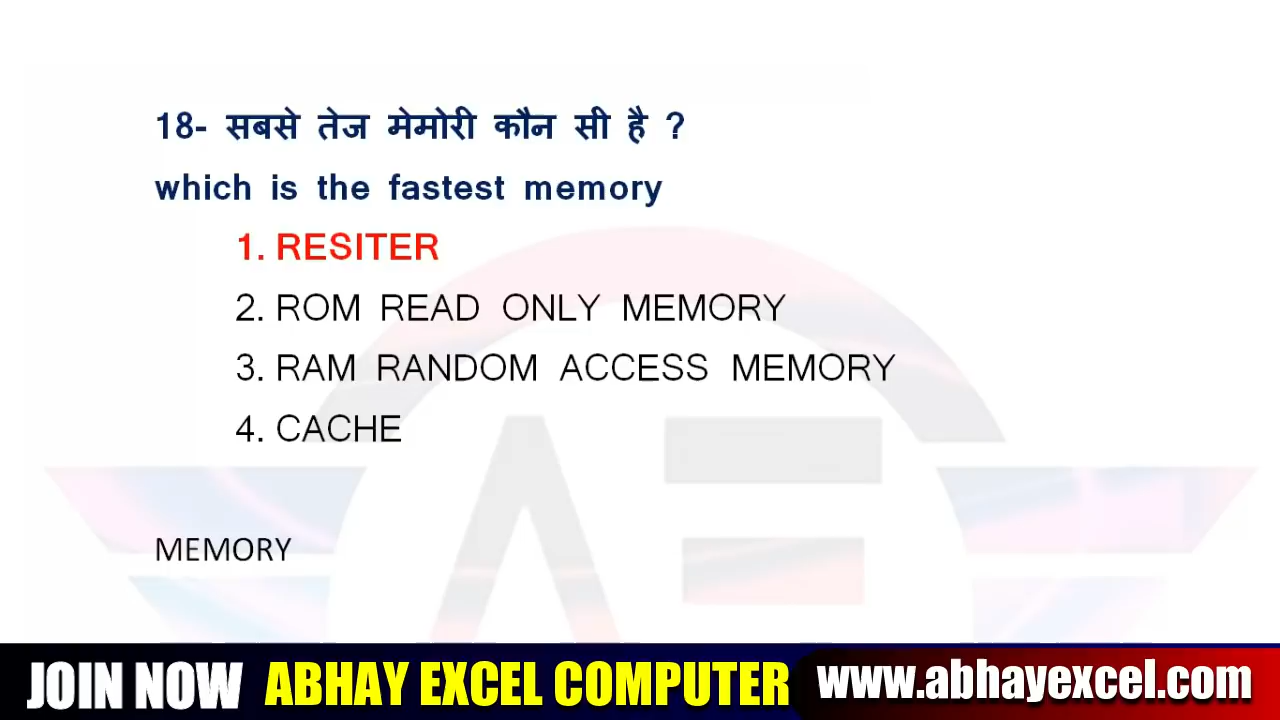 18- सबसे तेज मेमोरी कौन सी है ?
which is the fastest memory
1. RESITER
2. ROM READ ONLY MEMORY
3. RAM RANDOM ACCESS MEMORY
4. CACHE
MEMORY
JOIN NOW ABHAY EXCEL COMPUTER www.abhayexcel.com